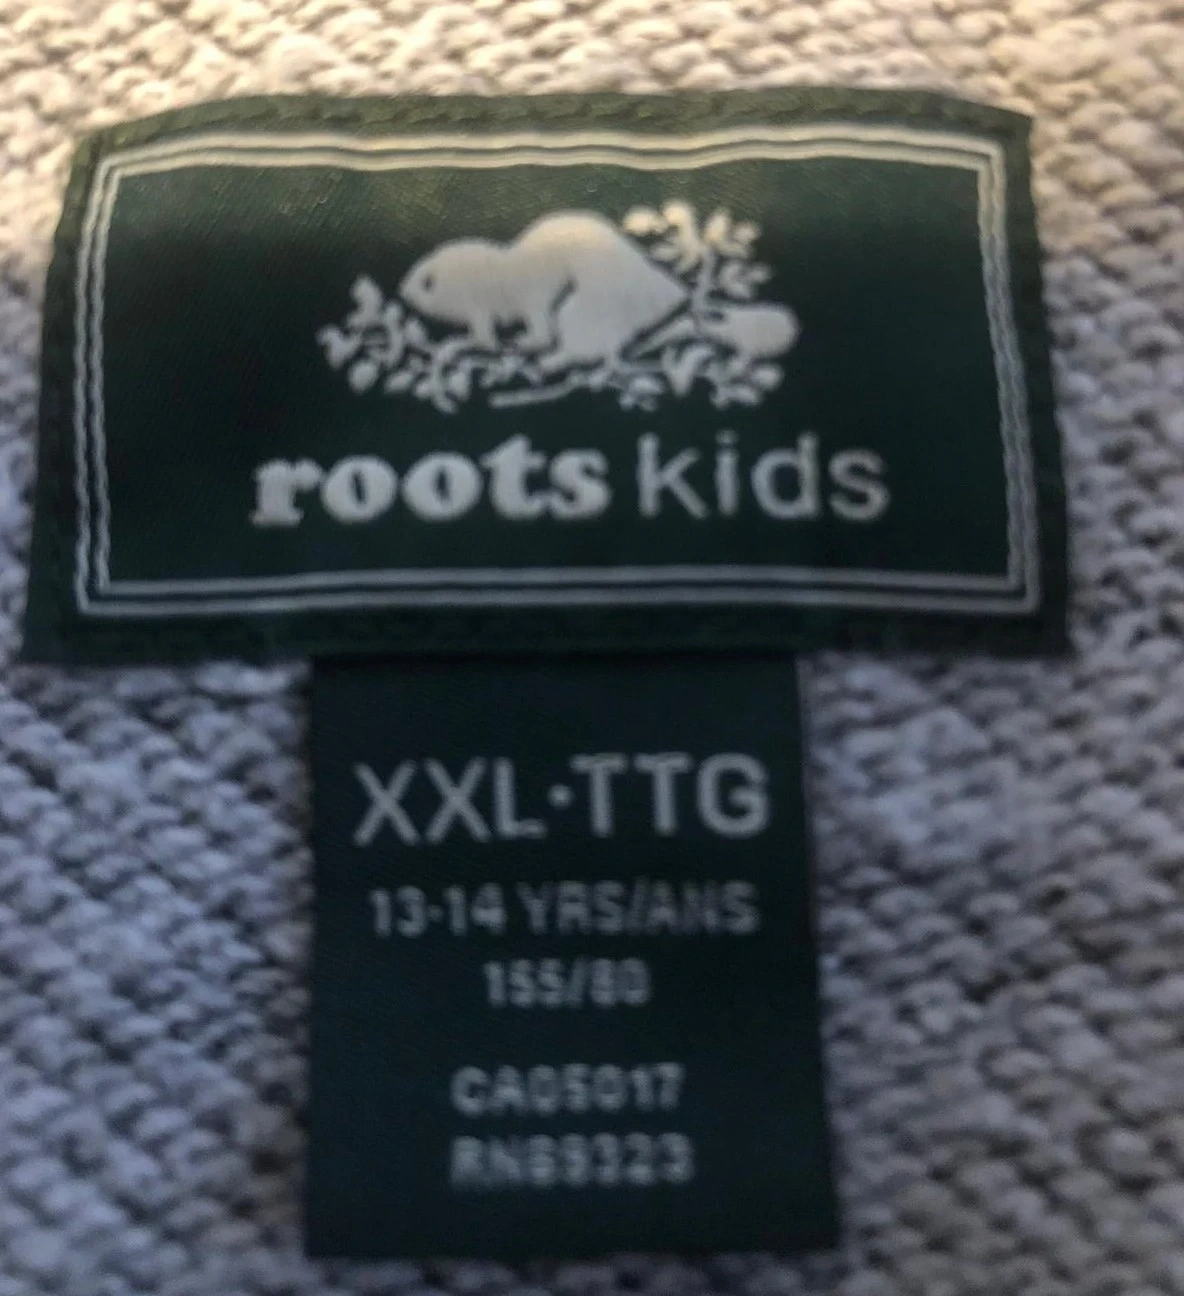 roots kids
XXL·TTG
13-14 YRS/ANS
155/80
CA05017
RN69323